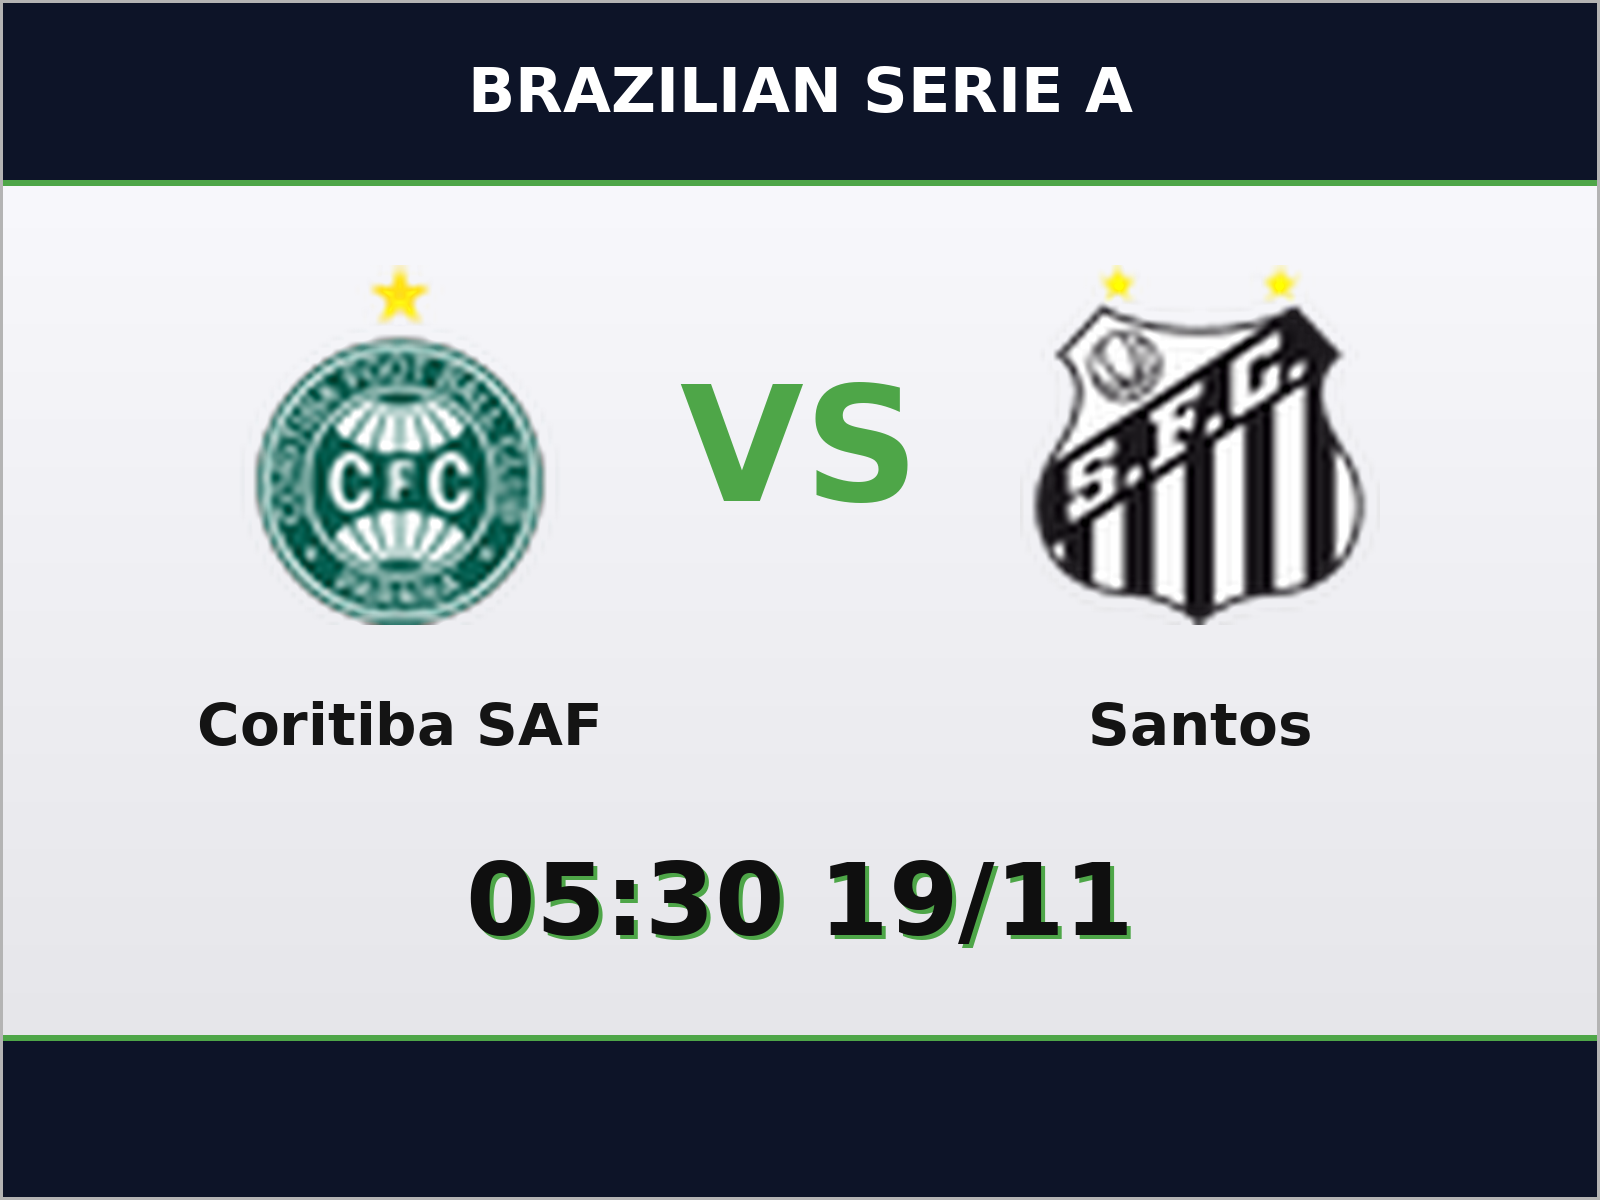 BRAZILIAN SERIE A
VS
CFC
S.F.C.
Coritiba SAF
Santos
05:30 19/11